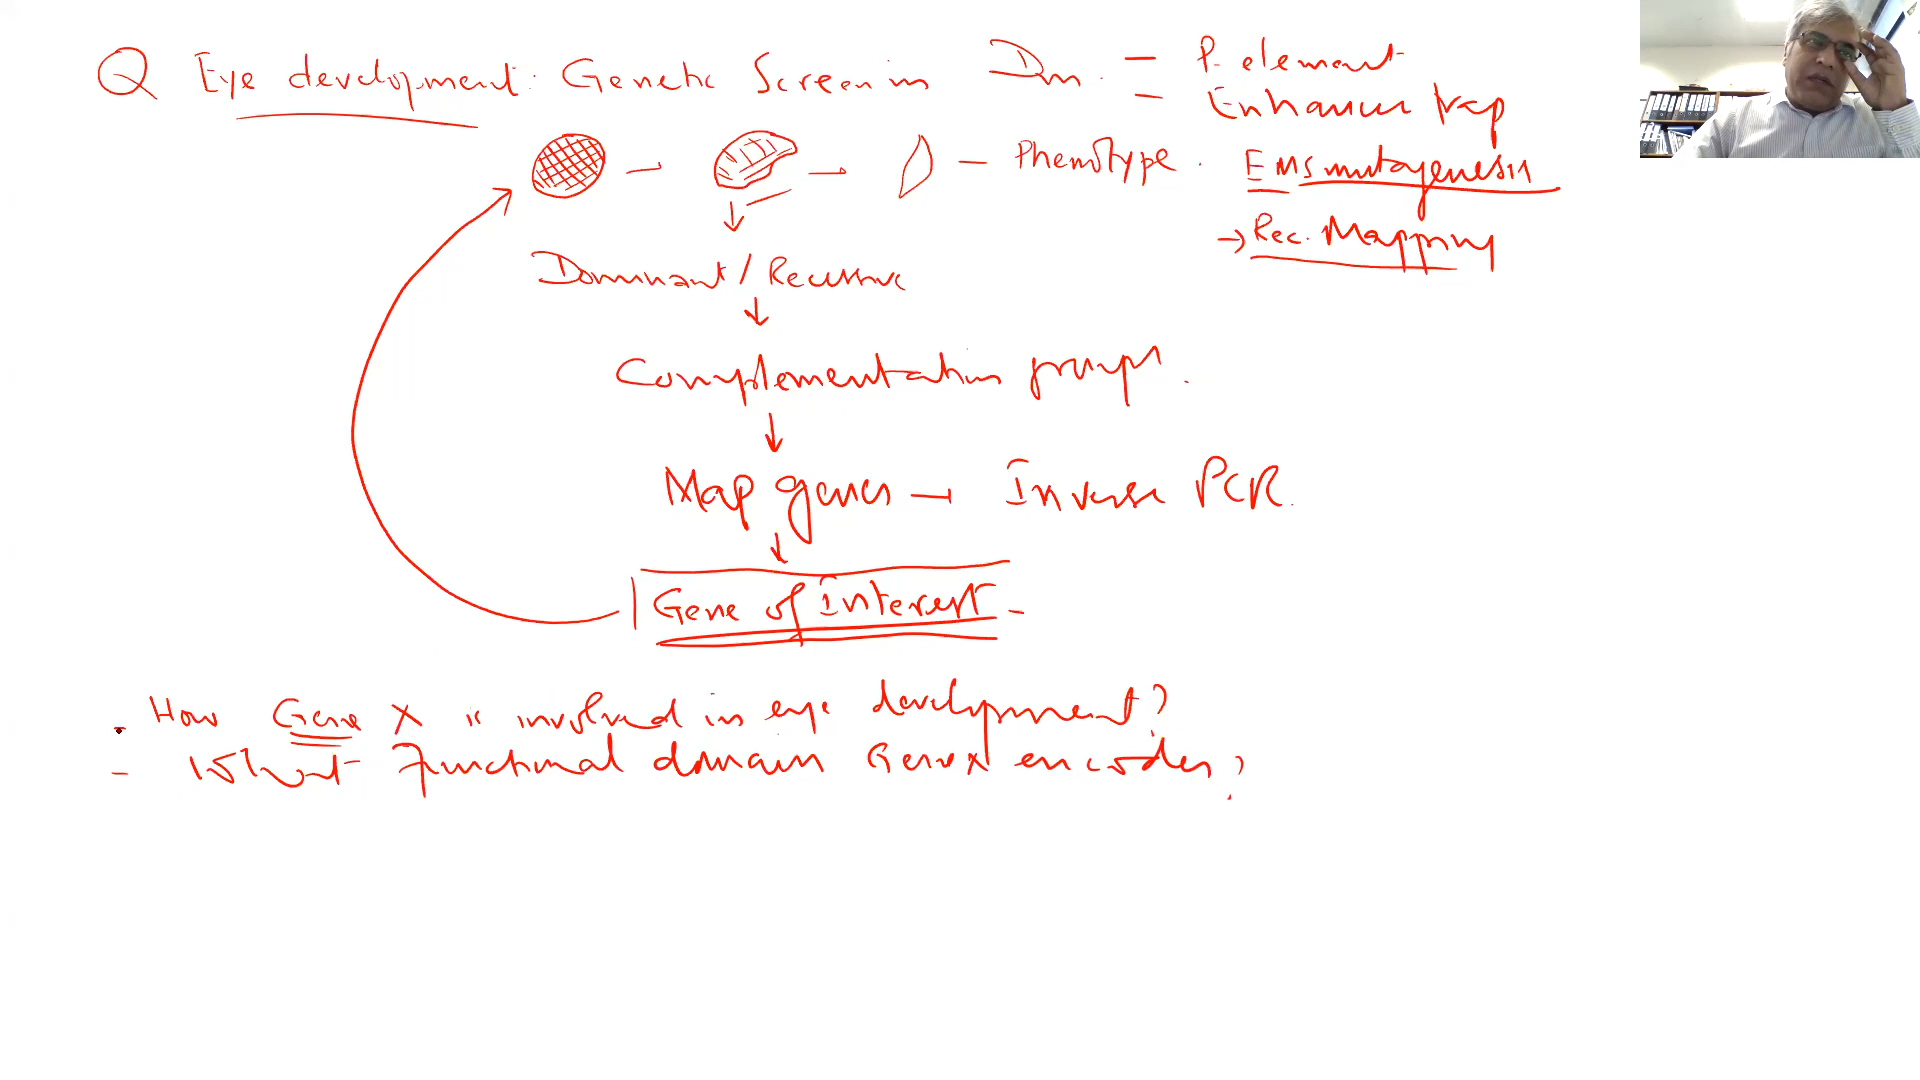 Q Eye development: Genetic Screen in Dm. - P-element
- Enhancer trap
- Phenotype. EMS mutagenesis
→ Rec. Mapping
Dominant / Recessive
Complementation groups.
Map genes → Inverse PCR.
Gene of Interest -
- How Gene X is involved in eye development?
- What Functional domain Gene X encodes?